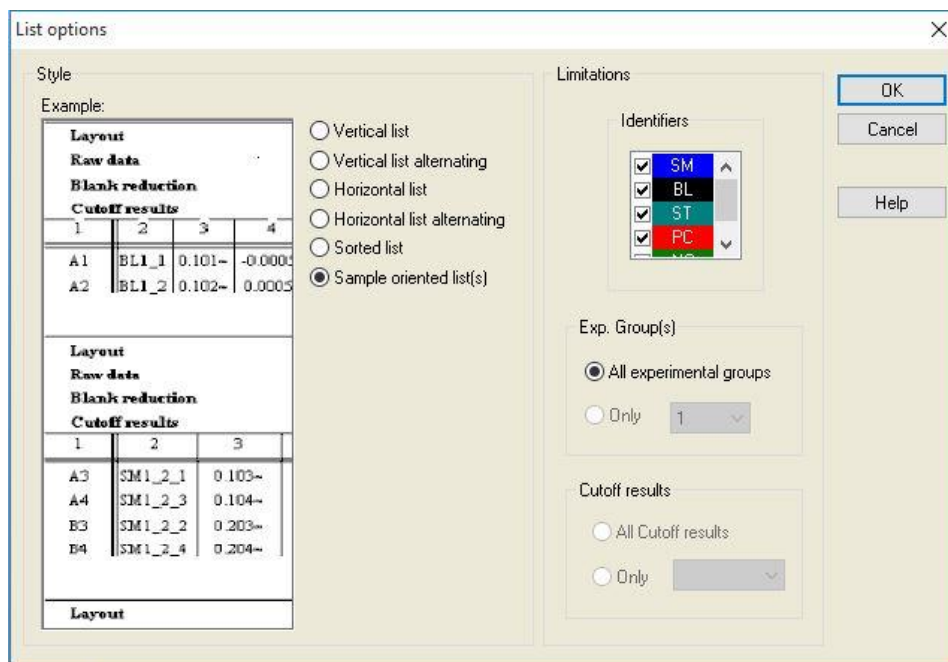 List options
Style
Example:
Layout
Raw data
Blank reduction
Cutoff results
1 2 3 4
A1 BL1_1 0.101~ -0.0005
A2 BL1_2 0.102~ 0.0005
Layout
Raw data
Blank reduction
Cutoff results
1 2 3
A3 SM1_2_1 0.103~
A4 SM1_2_3 0.104~
B3 SM1_2_2 0.203~
B4 SM1_2_4 0.204~
Layout
Vertical list
Vertical list alternating
Horizontal list
Horizontal list alternating
Sorted list
Sample oriented list(s)
Limitations
Identifiers
SM
BL
ST
PC
Exp. Group(s)
All experimental groups
Only 1
Cutoff results
All Cutoff results
Only
OK
Cancel
Help